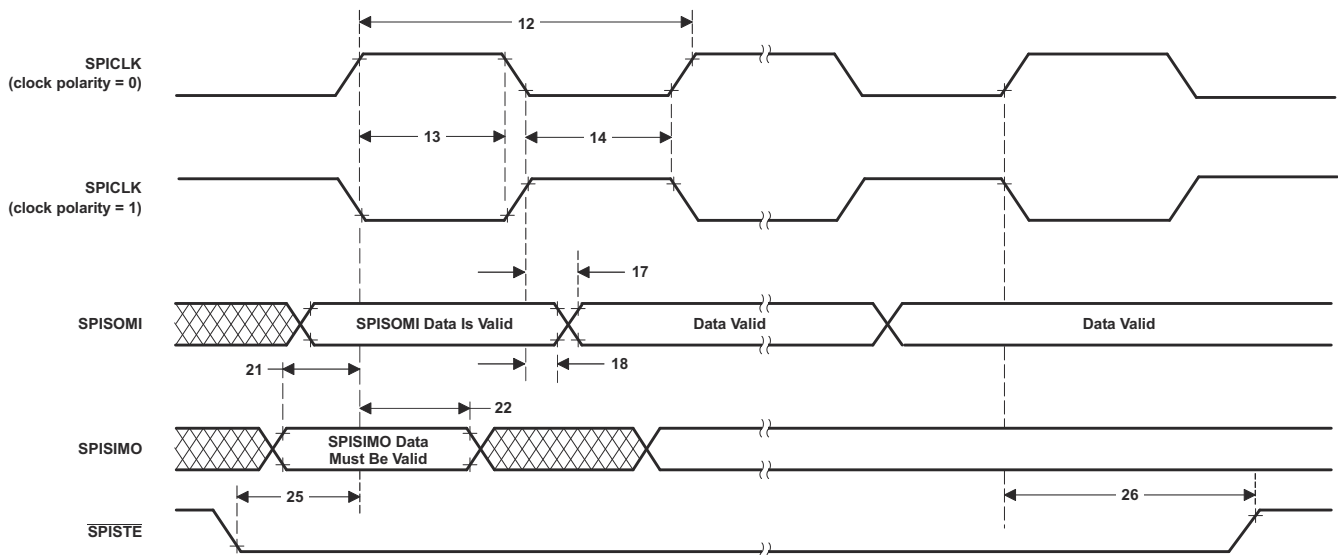 12
SPICLK
(clock polarity = 0)
13
14
SPICLK
(clock polarity = 1)
17
SPISOMI
SPISOMI Data Is Valid
Data Valid
Data Valid
18
21
22
SPISIMO
SPISIMO Data
Must Be Valid
25
26
SPISTE